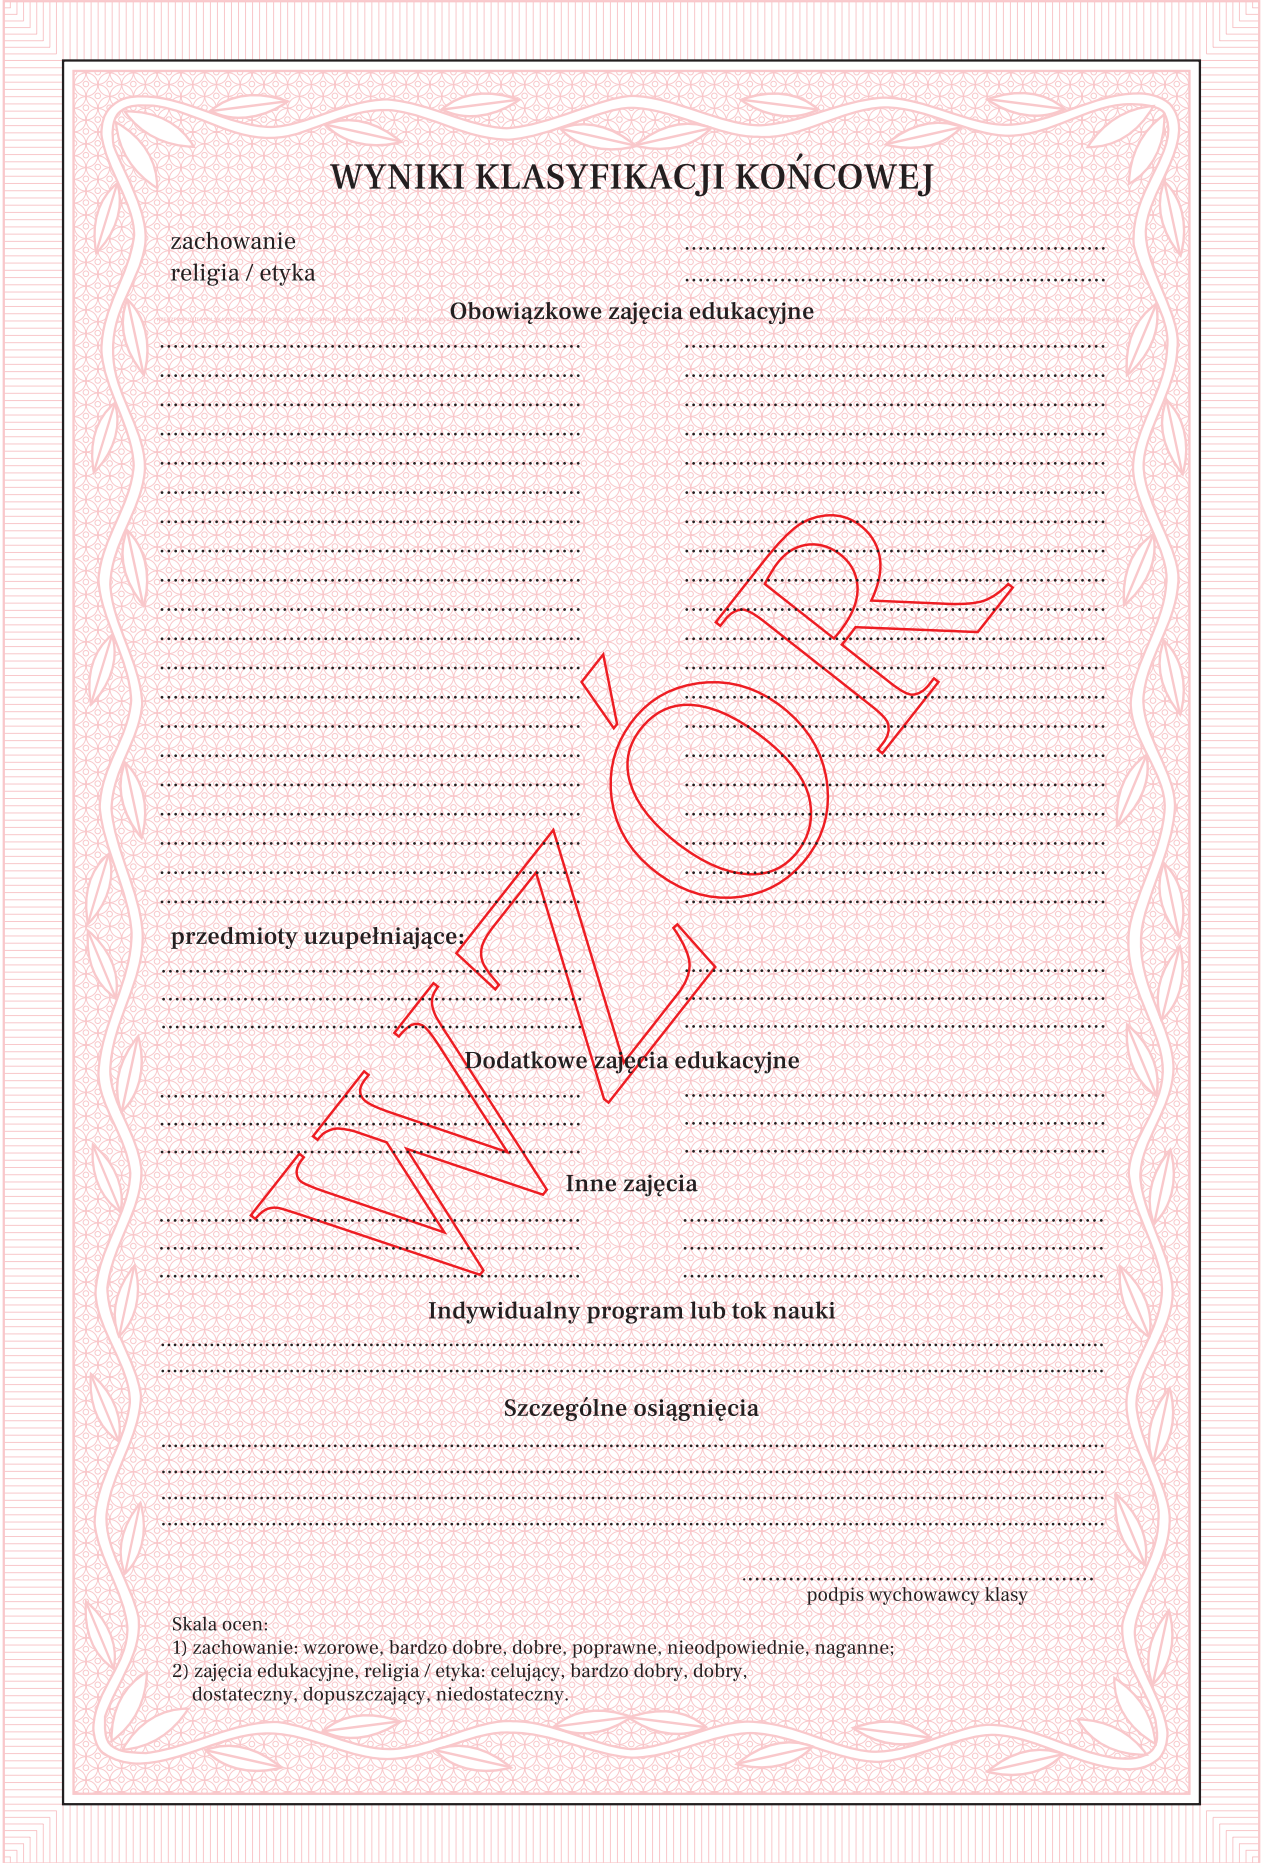 WYNIKI KLASYFIKACJI KOŃCOWEJ
zachowanie
religia / etyka
Obowiązkowe zajęcia edukacyjne
WZÓR
przedmioty uzupełniające:
Dodatkowe zajęcia edukacyjne
Inne zajęcia
Indywidualny program lub tok nauki
Szczególne osiągnięcia
podpis wychowawcy klasy
Skala ocen:
1) zachowanie: wzorowe, bardzo dobre, dobre, poprawne, nieodpowiednie, naganne;
2) zajęcia edukacyjne, religia / etyka: celujący, bardzo dobry, dobry,
dostateczny, dopuszczający, niedostateczny.